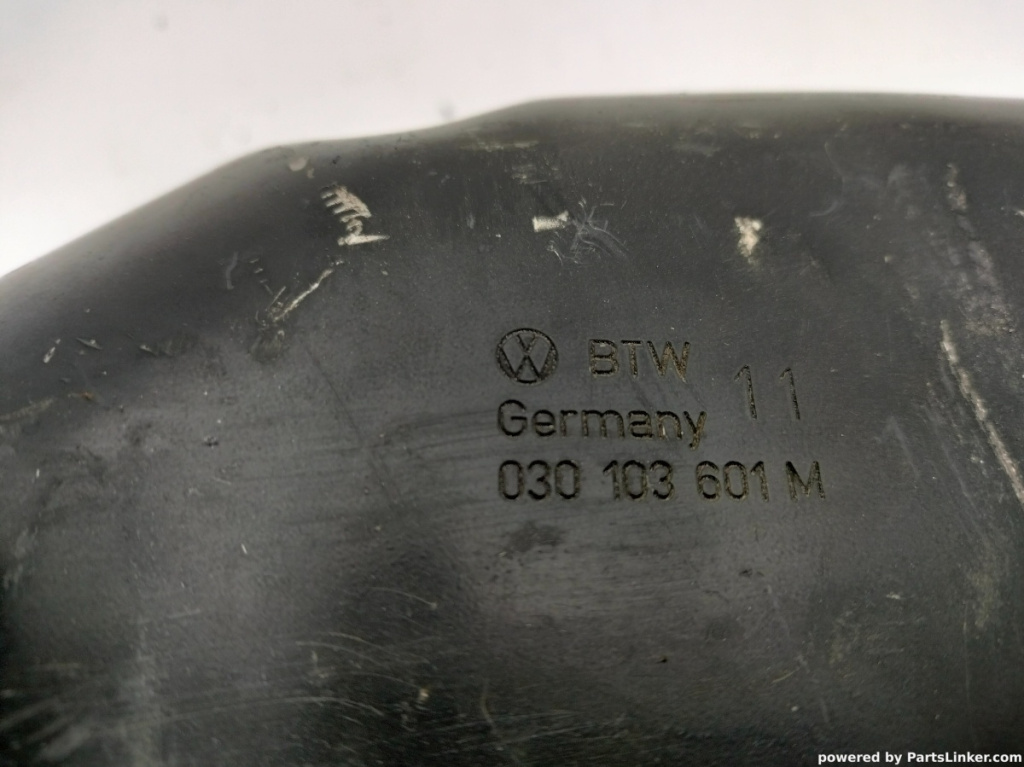 BTW
Germany 11
030 103 601 M
powered by PartsLinker.com